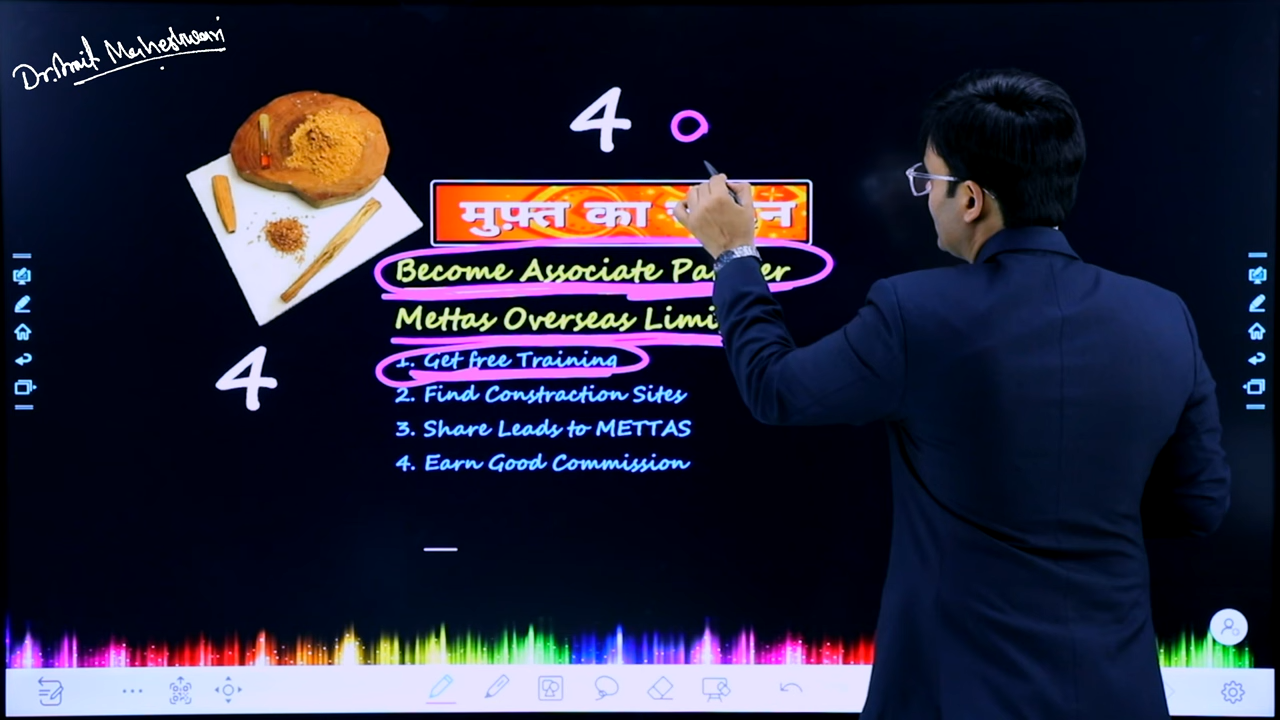 Dr. Amit Maheshwari
4
मुफ़्त का
Become Associate
Mettas Overseas
4
1. Get free Training
2. Find Constraction Sites
3. Share Leads to METTAS
4. Earn Good Commission